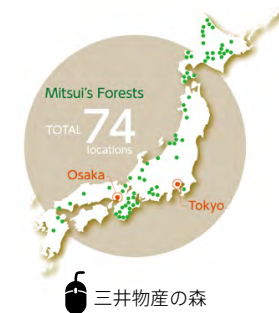 Mitsui's Forests
TOTAL 74
locations
Osaka
Tokyo
三井物産の森